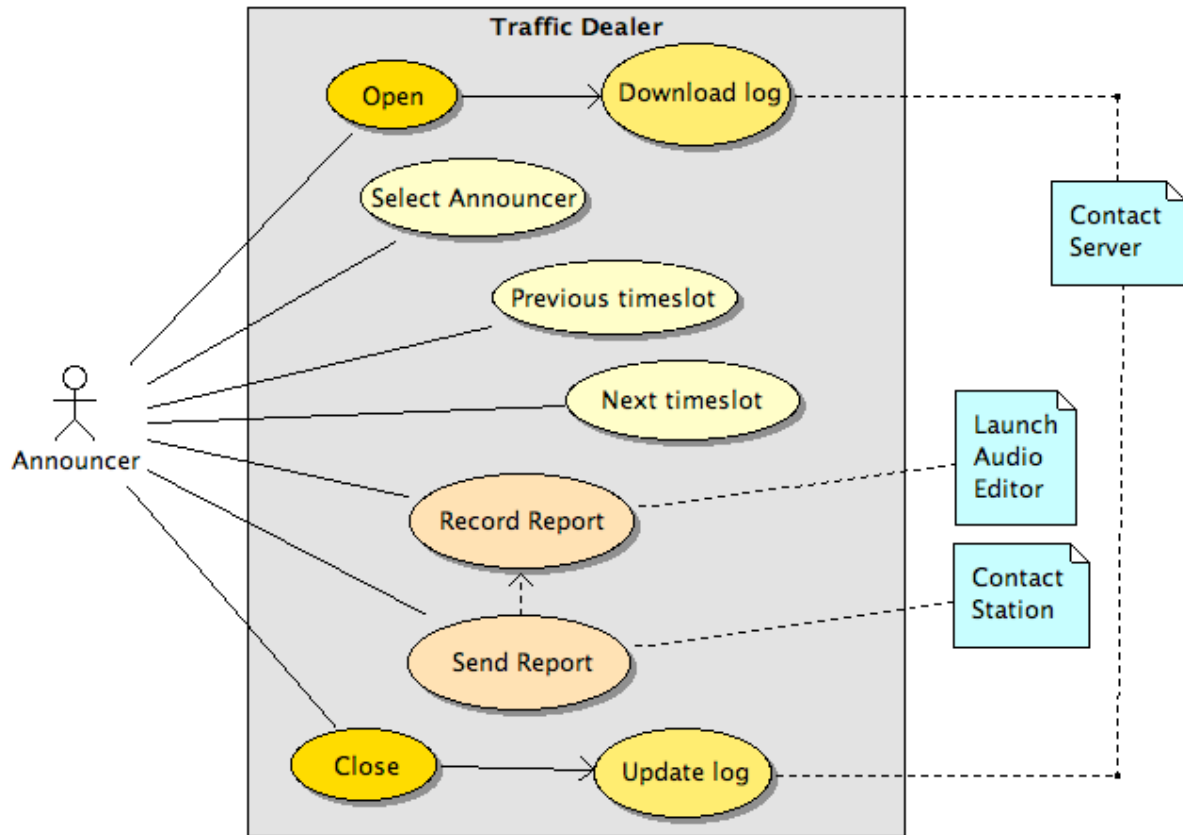 Traffic Dealer
Open
Download log
Select Announcer
Contact
Server
Previous timeslot
Next timeslot
Launch
Audio
Editor
Announcer
Record Report
Contact
Station
Send Report
Close
Update log